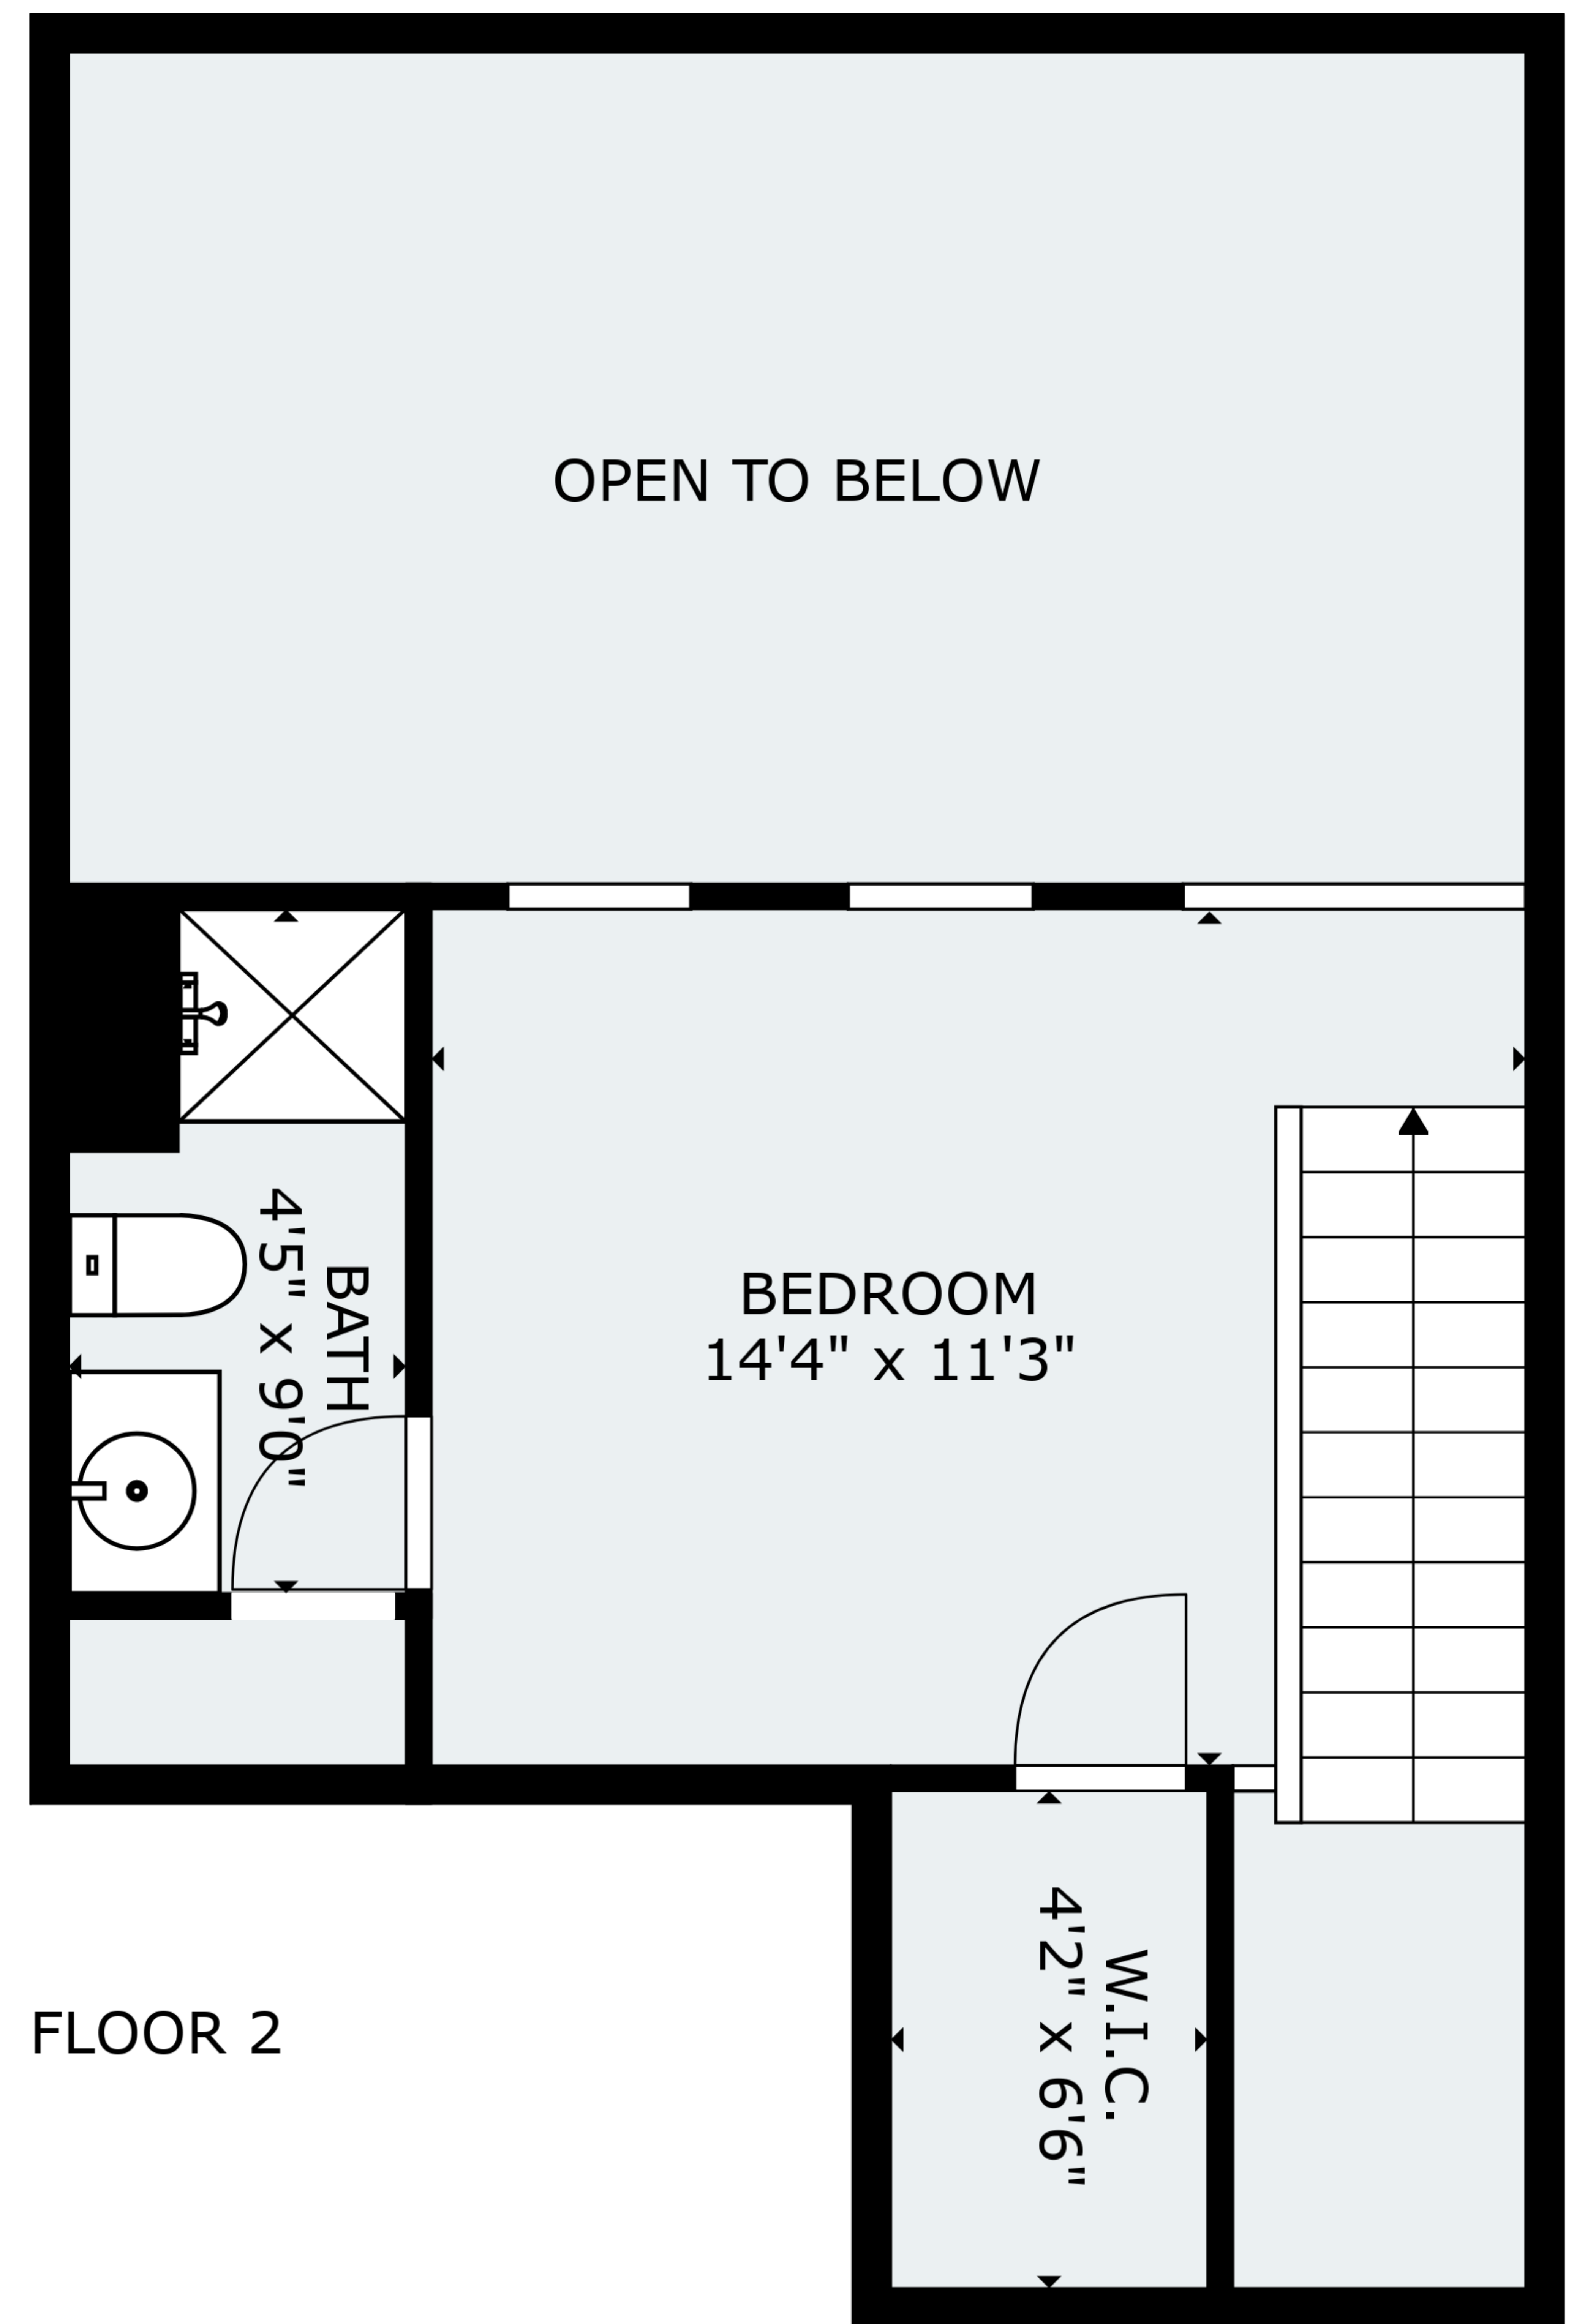 OPEN TO BELOW
BEDROOM
14'4" x 11'3"
BATH
4'5" x 9'0"
W.I.C.
4'2" x 6'6"
FLOOR 2